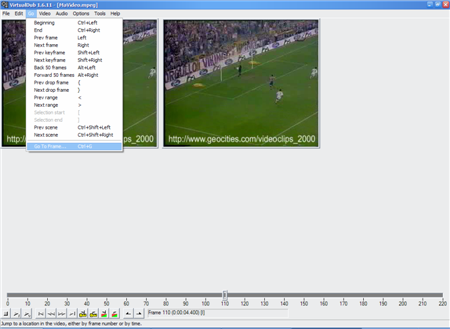 VirtualDub 1.6.11 - [MaVideo.mpeg]
File Edit Go Video Audio Options Tools Help
Beginning Ctrl+Left
End Ctrl+Right
Prev frame Left
Next frame Right
Prev keyframe Shift+Left
Next keyframe Shift+Right
Back 50 frames Alt+Left
Forward 50 frames Alt+Right
Prev drop frame {
Next drop frame }
Prev range <
Next range >
Selection start [
Selection end ]
Prev scene Ctrl+Shift+Left
Next scene Ctrl+Shift+Right
Go To Frame... Ctrl+G
http://www.geocities.com/videoclips_2000
http://www.geocities.com/videoclips_2000
0 10 20 30 40 50 60 70 80 90 100 110 120 130 140 150 160 170 180 190 200 210 220
Frame 110 (0:00:04.400) [I]
Jump to a location in the video, either by frame number or by time.